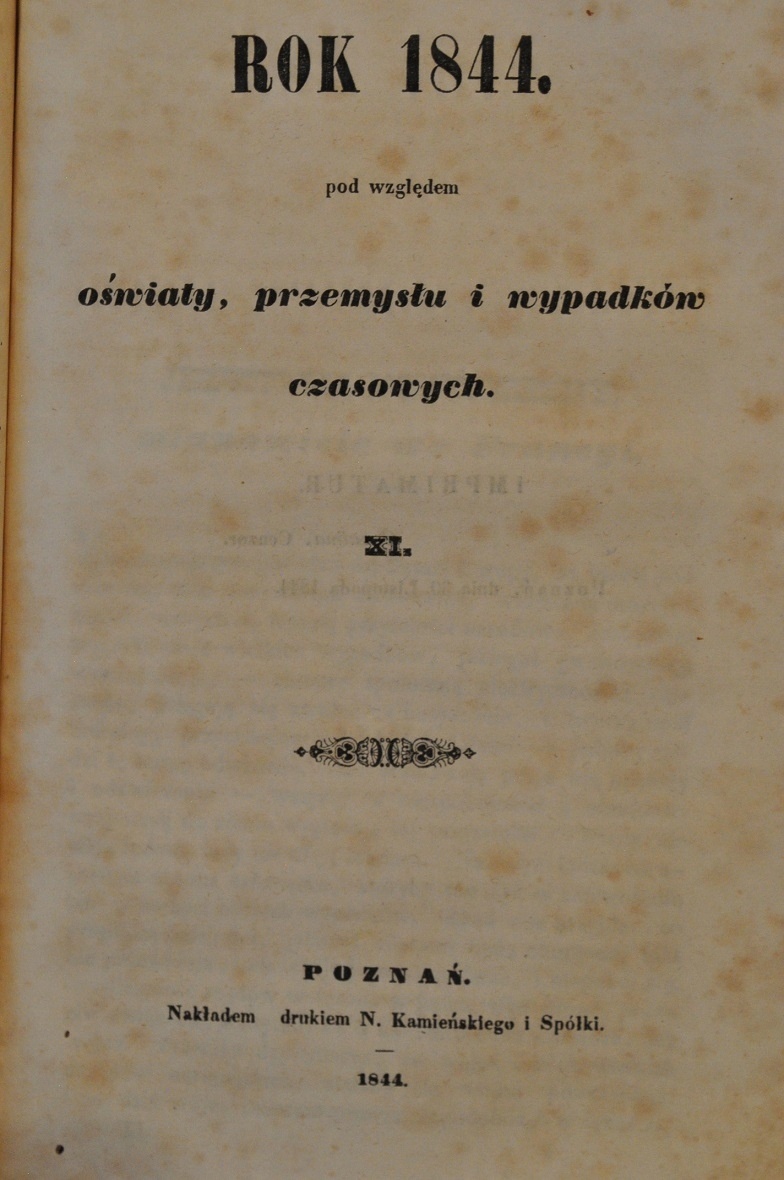 ROK 1844.
pod względem
oświaty, przemysłu i wypadków
czasowych.
XI.
POZNAŃ.
Nakładem drukiem N. Kamieńskiego i Spółki.
1844.